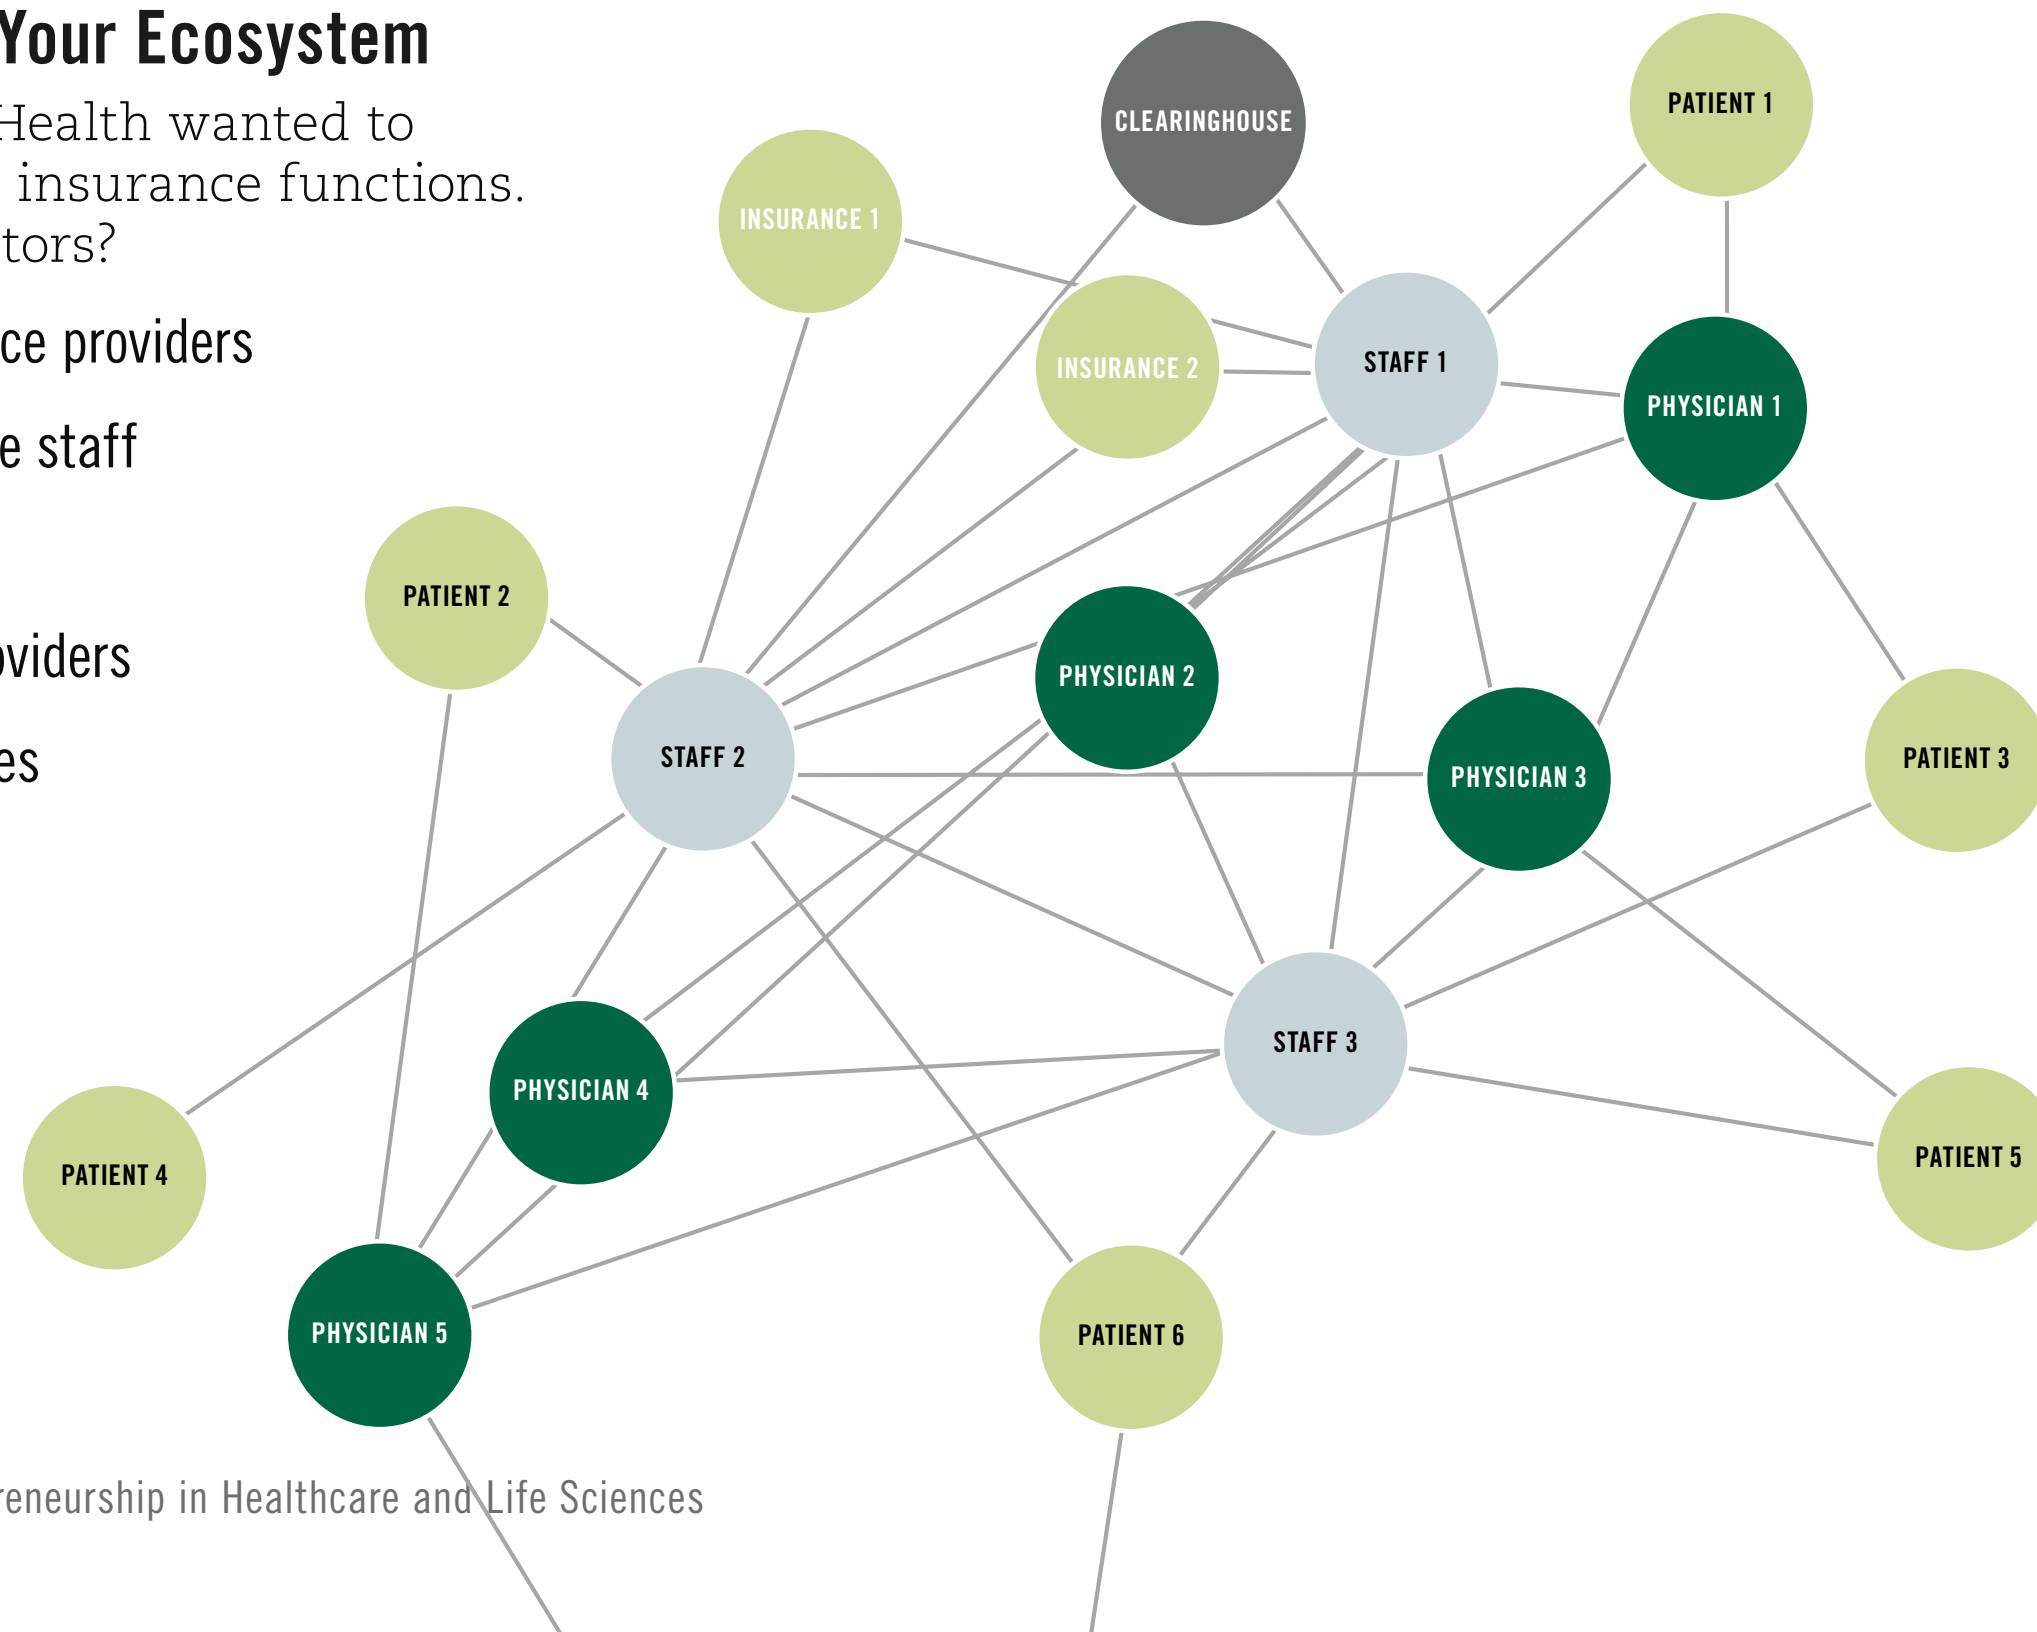 Your Ecosystem
Health wanted to
insurance functions.
tors?
ce providers
e staff
oviders
es
CLEARINGHOUSE
PATIENT 1
INSURANCE 1
INSURANCE 2
STAFF 1
PHYSICIAN 1
PATIENT 2
PHYSICIAN 2
STAFF 2
PHYSICIAN 3
PATIENT 3
STAFF 3
PHYSICIAN 4
PATIENT 4
PATIENT 5
PHYSICIAN 5
PATIENT 6
reneurship in Healthcare and Life Sciences